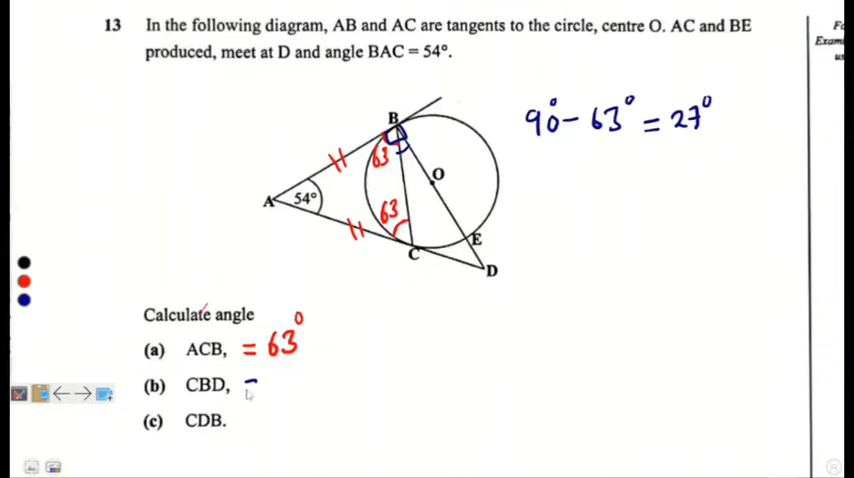 13 In the following diagram, AB and AC are tangents to the circle, centre O. AC and BE
produced, meet at D and angle BAC = 54°.
90° - 63° = 27°
B
63
O
A 54°
63
E
C
D
Calculate angle
(a) ACB, = 63°
(b) CBD, =
(c) CDB.